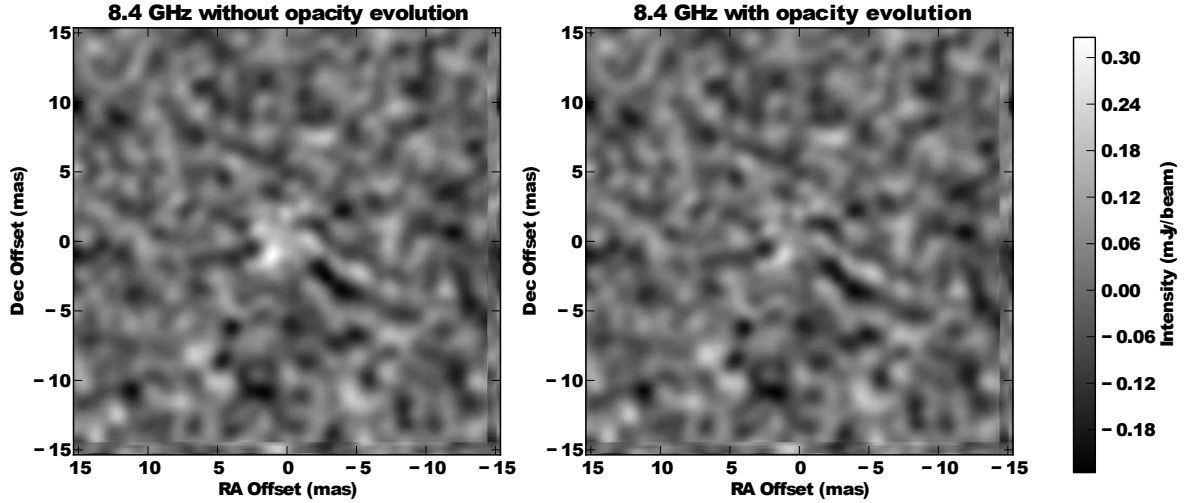 8.4 GHz without opacity evolution
15
10
5
0
−5
−10
−15
Dec Offset (mas)
15 10 5 0 −5 −10 −15
RA Offset (mas)
8.4 GHz with opacity evolution
15
10
5
0
−5
−10
−15
Dec Offset (mas)
15 10 5 0 −5 −10 −15
RA Offset (mas)
0.30
0.24
0.18
0.12
0.06
0.00
−0.06
−0.12
−0.18
Intensity (mJy/beam)